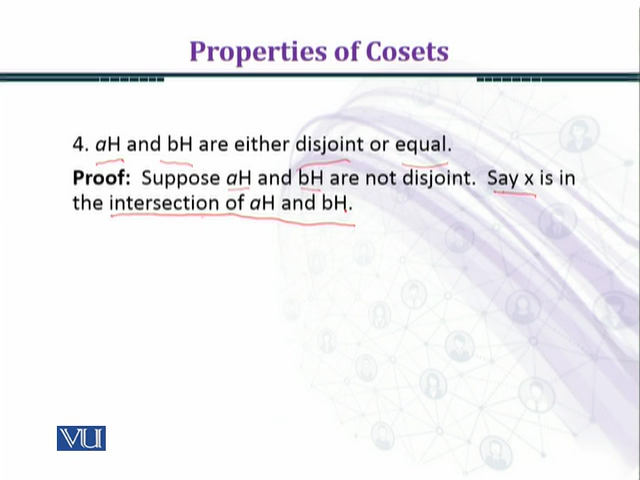 Properties of Cosets
4. aH and bH are either disjoint or equal.
Proof: Suppose aH and bH are not disjoint. Say x is in
the intersection of aH and bH.
VU